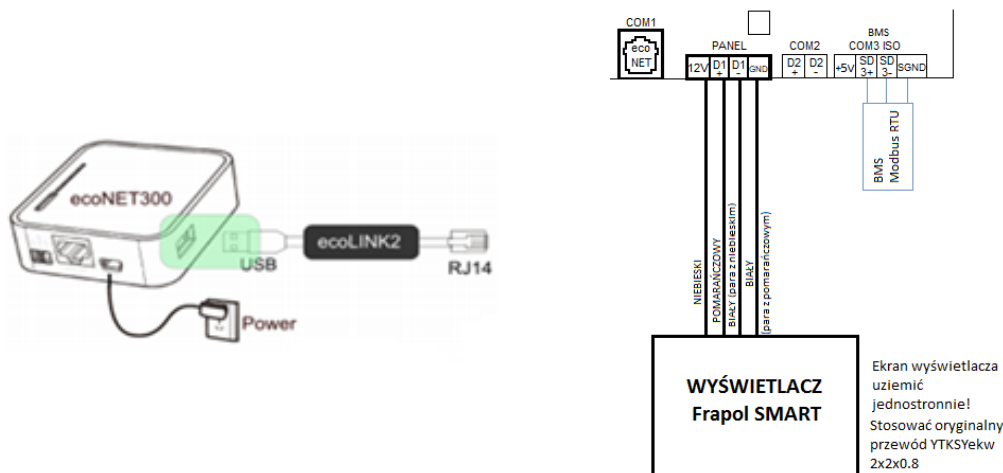 ecoNET300
USB
ecoLINK2
RJ14
Power
COM1
eco
NET
PANEL
12V
D1
+
D1
-
GND
COM2
D2
+
D2
-
BMS
COM3 ISO
+5V
SD
3+
SD
3-
SGND
BMS
Modbus RTU
NIEBIESKI
POMARAŃCZOWY
BIAŁY (para z niebieskim)
BIAŁY
(para z pomarańczowym)
WYŚWIETLACZ
Frapol SMART
Ekran wyświetlacza
uziemić
jednostronnie!
Stosować oryginalny
przewód YTKSYekw
2x2x0.8